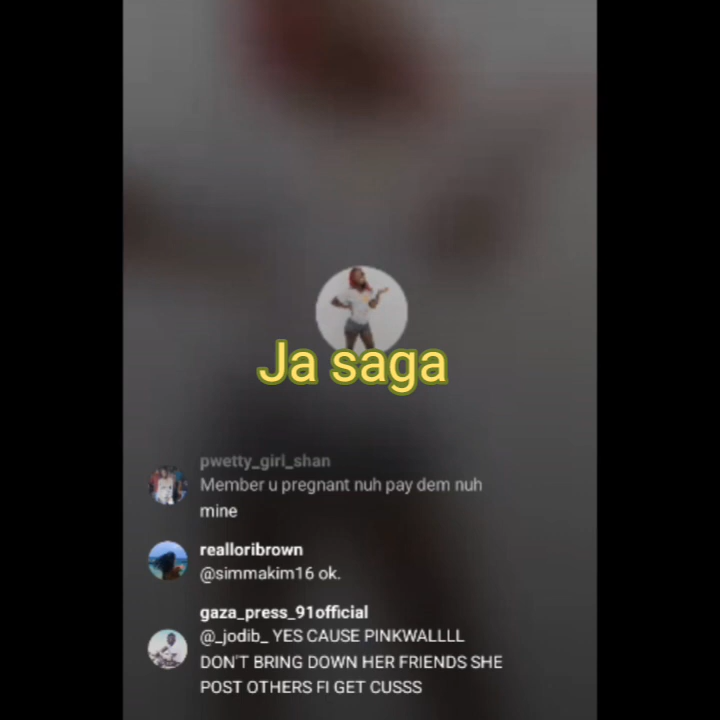 Ja saga
pwetty_girl_shan
Member u pregnant nuh pay dem nuh
mine
realloribrown
@simmakim16 ok.
gaza_press_91official
@_jodib_ YES CAUSE PINKWALLLL
DON'T BRING DOWN HER FRIENDS SHE
POST OTHERS FI GET CUSSS